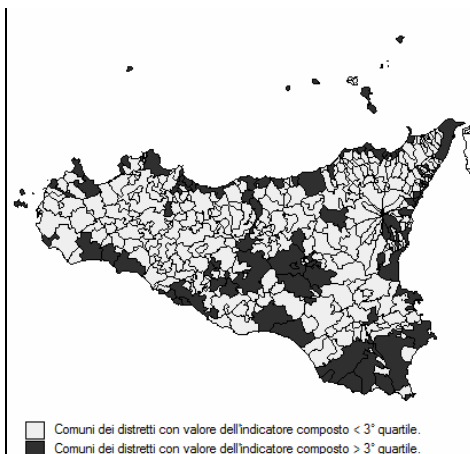 Comuni dei distretti con valore dell'indicatore composto < 3° quartile.
Comuni dei distretti con valore dell'indicatore composto > 3° quartile.